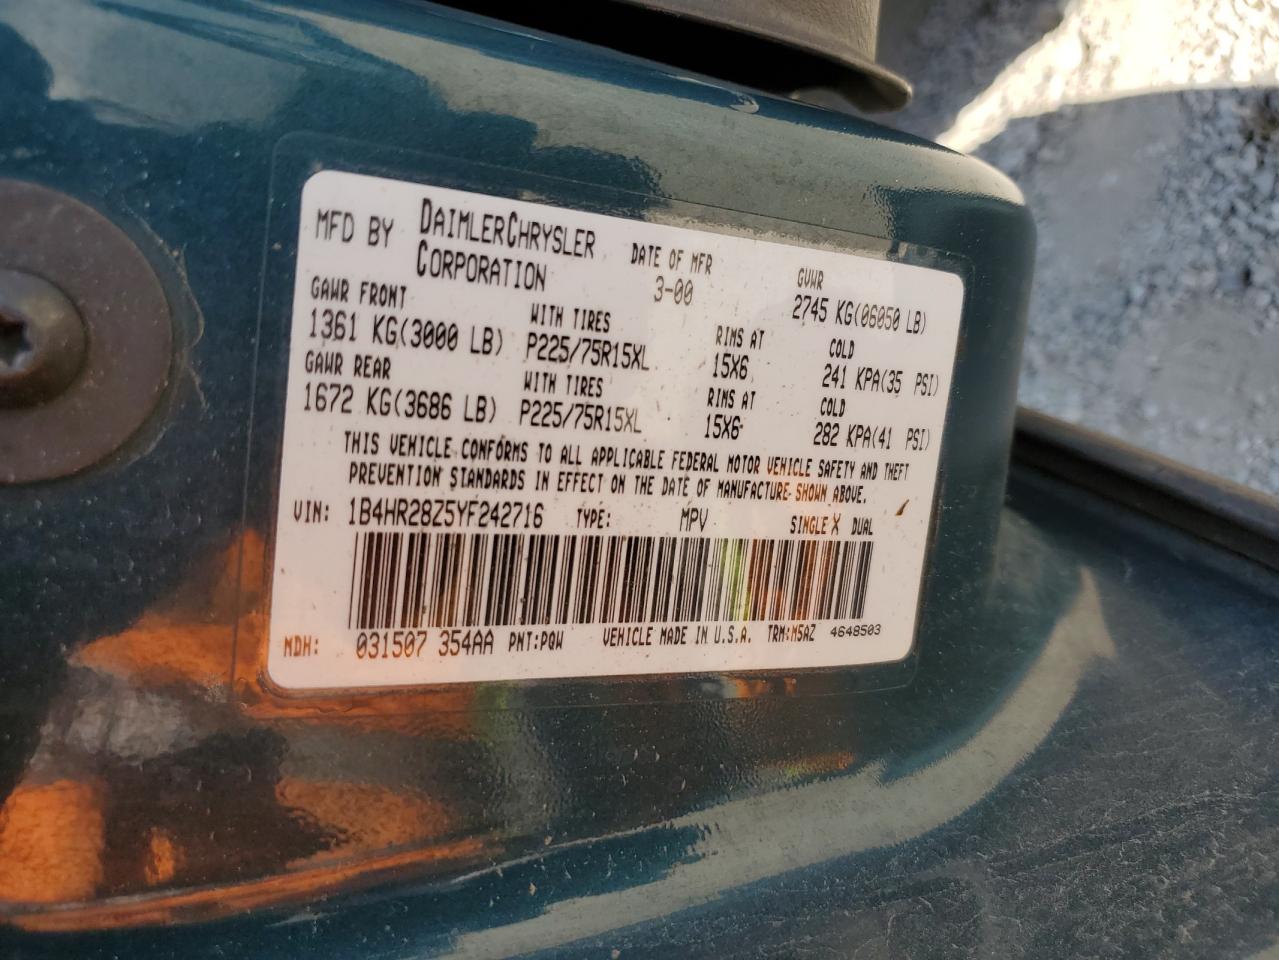 MFD BY DAIMLERCHRYSLER CORPORATION DATE OF MFR 3-00 GVWR 2745 KG(06050 LB)
GAWR FRONT WITH TIRES RIMS AT COLD
1361 KG(3000 LB) P225/75R15XL 15X6 241 KPA(35 PSI)
GAWR REAR WITH TIRES RIMS AT COLD
1672 KG(3686 LB) P225/75R15XL 15X6 282 KPA(41 PSI)
THIS VEHICLE CONFORMS TO ALL APPLICABLE FEDERAL MOTOR VEHICLE SAFETY AND THEFT
PREVENTION STANDARDS IN EFFECT ON THE DATE OF MANUFACTURE SHOWN ABOVE.
VIN: 1B4HR28Z5YF242716 TYPE: MPV SINGLE X DUAL
MDH: 031507 354AA PNT:PQW VEHICLE MADE IN U.S.A. TRM:M5AZ 4648503